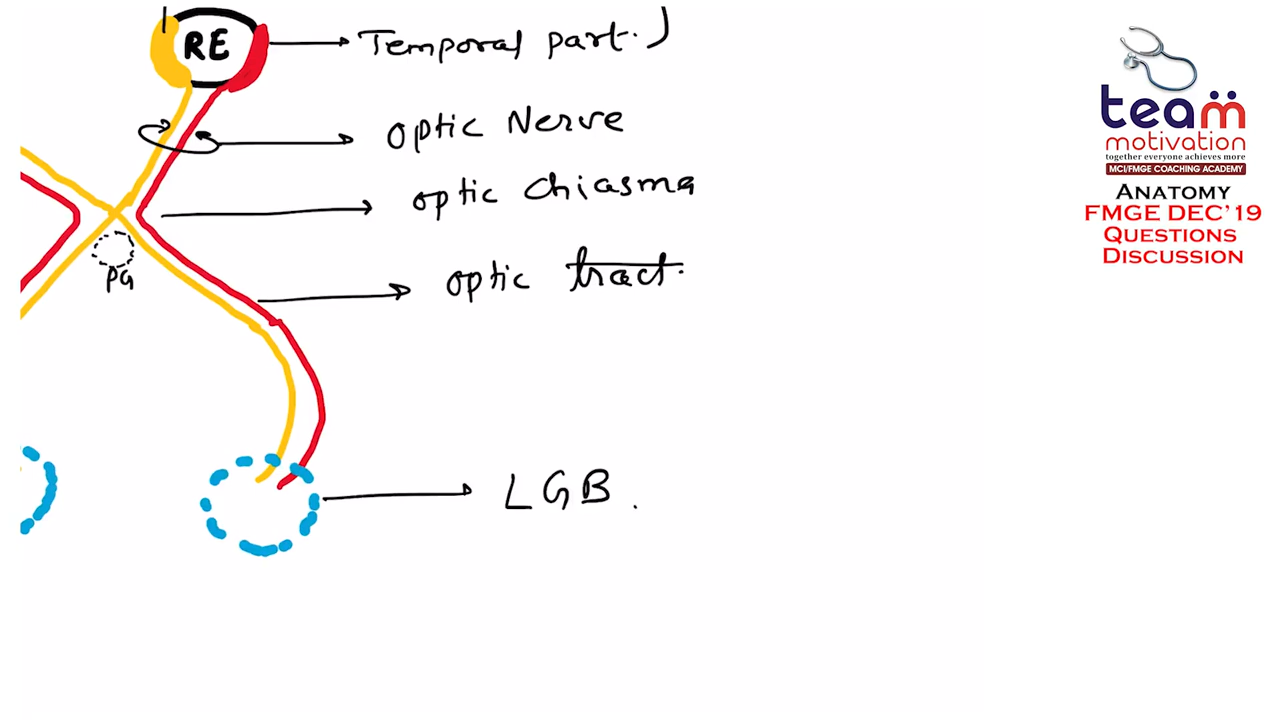 RE
Temporal part.)
optic Nerve
optic chiasma
PG
optic tract.
LGB.
team
motivation
together everyone achieves more
MCI/FMGE COACHING ACADEMY
ANATOMY
FMGE DEC'19
QUESTIONS
DISCUSSION